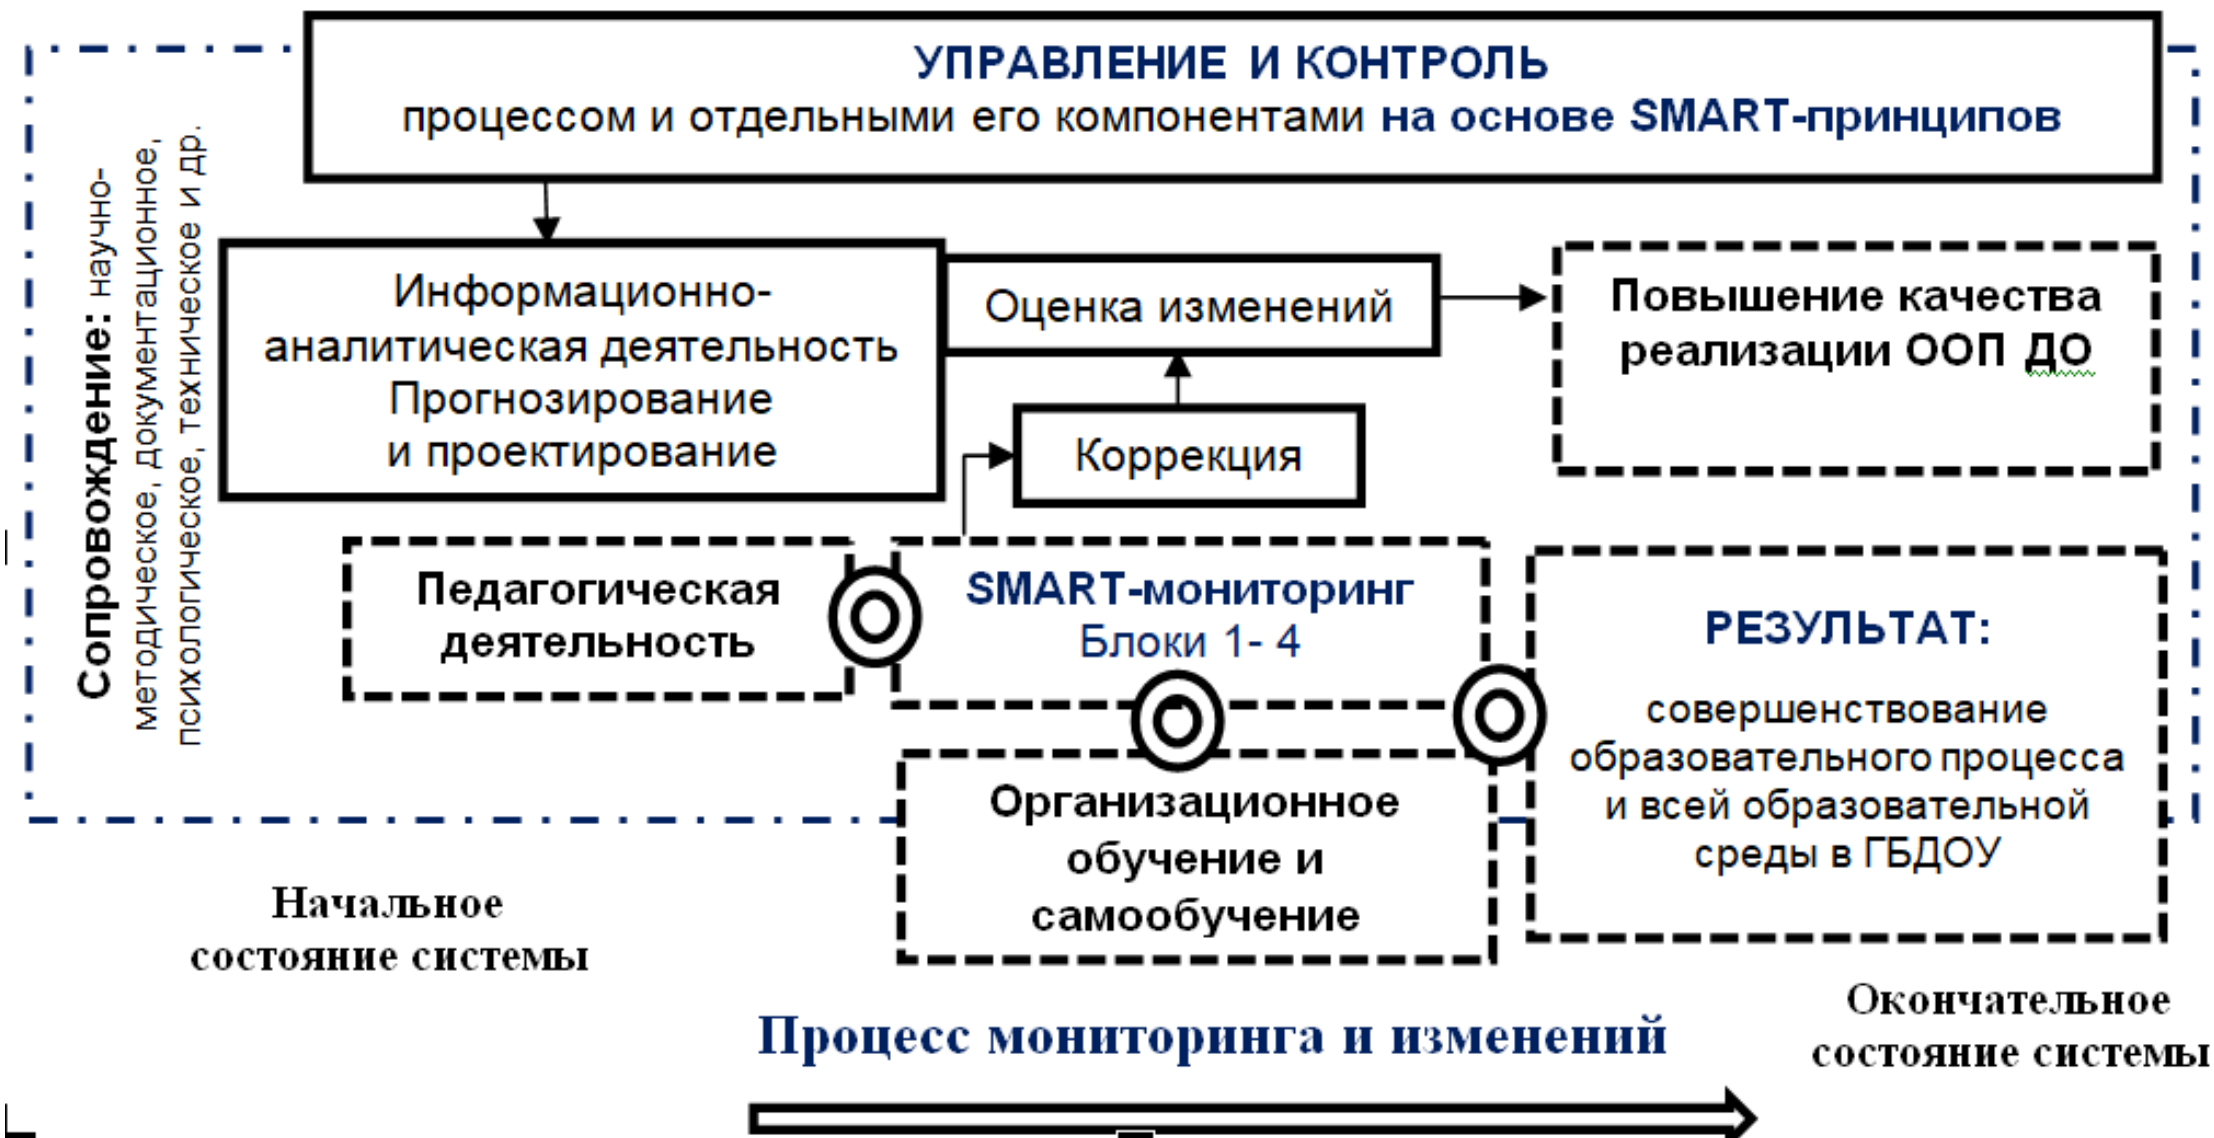 УПРАВЛЕНИЕ И КОНТРОЛЬ
процессом и отдельными его компонентами на основе SMART-принципов
Сопровождение: научно-
методическое, документационное,
психологическое, техническое и др.
Информационно-
аналитическая деятельность
Прогнозирование
и проектирование
Оценка изменений
Повышение качества
реализации ООП ДО
Коррекция
Педагогическая
деятельность
SMART-мониторинг
Блоки 1- 4
РЕЗУЛЬТАТ:
совершенствование
образовательного процесса
и всей образовательной
среды в ГБДОУ
Организационное
обучение и
самообучение
Начальное
состояние системы
Процесс мониторинга и изменений
Окончательное
состояние системы